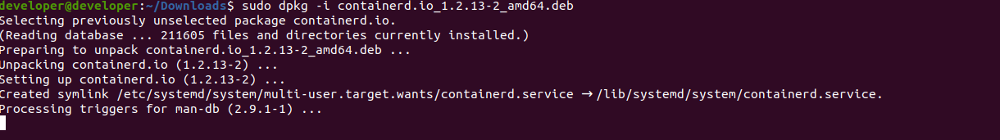 developer@developer:~/Downloads$ sudo dpkg -i containerd.io_1.2.13-2_amd64.deb
Selecting previously unselected package containerd.io.
(Reading database ... 211605 files and directories currently installed.)
Preparing to unpack containerd.io_1.2.13-2_amd64.deb ...
Unpacking containerd.io (1.2.13-2) ...
Setting up containerd.io (1.2.13-2) ...
Created symlink /etc/systemd/system/multi-user.target.wants/containerd.service → /lib/systemd/system/containerd.service.
Processing triggers for man-db (2.9.1-1) ...